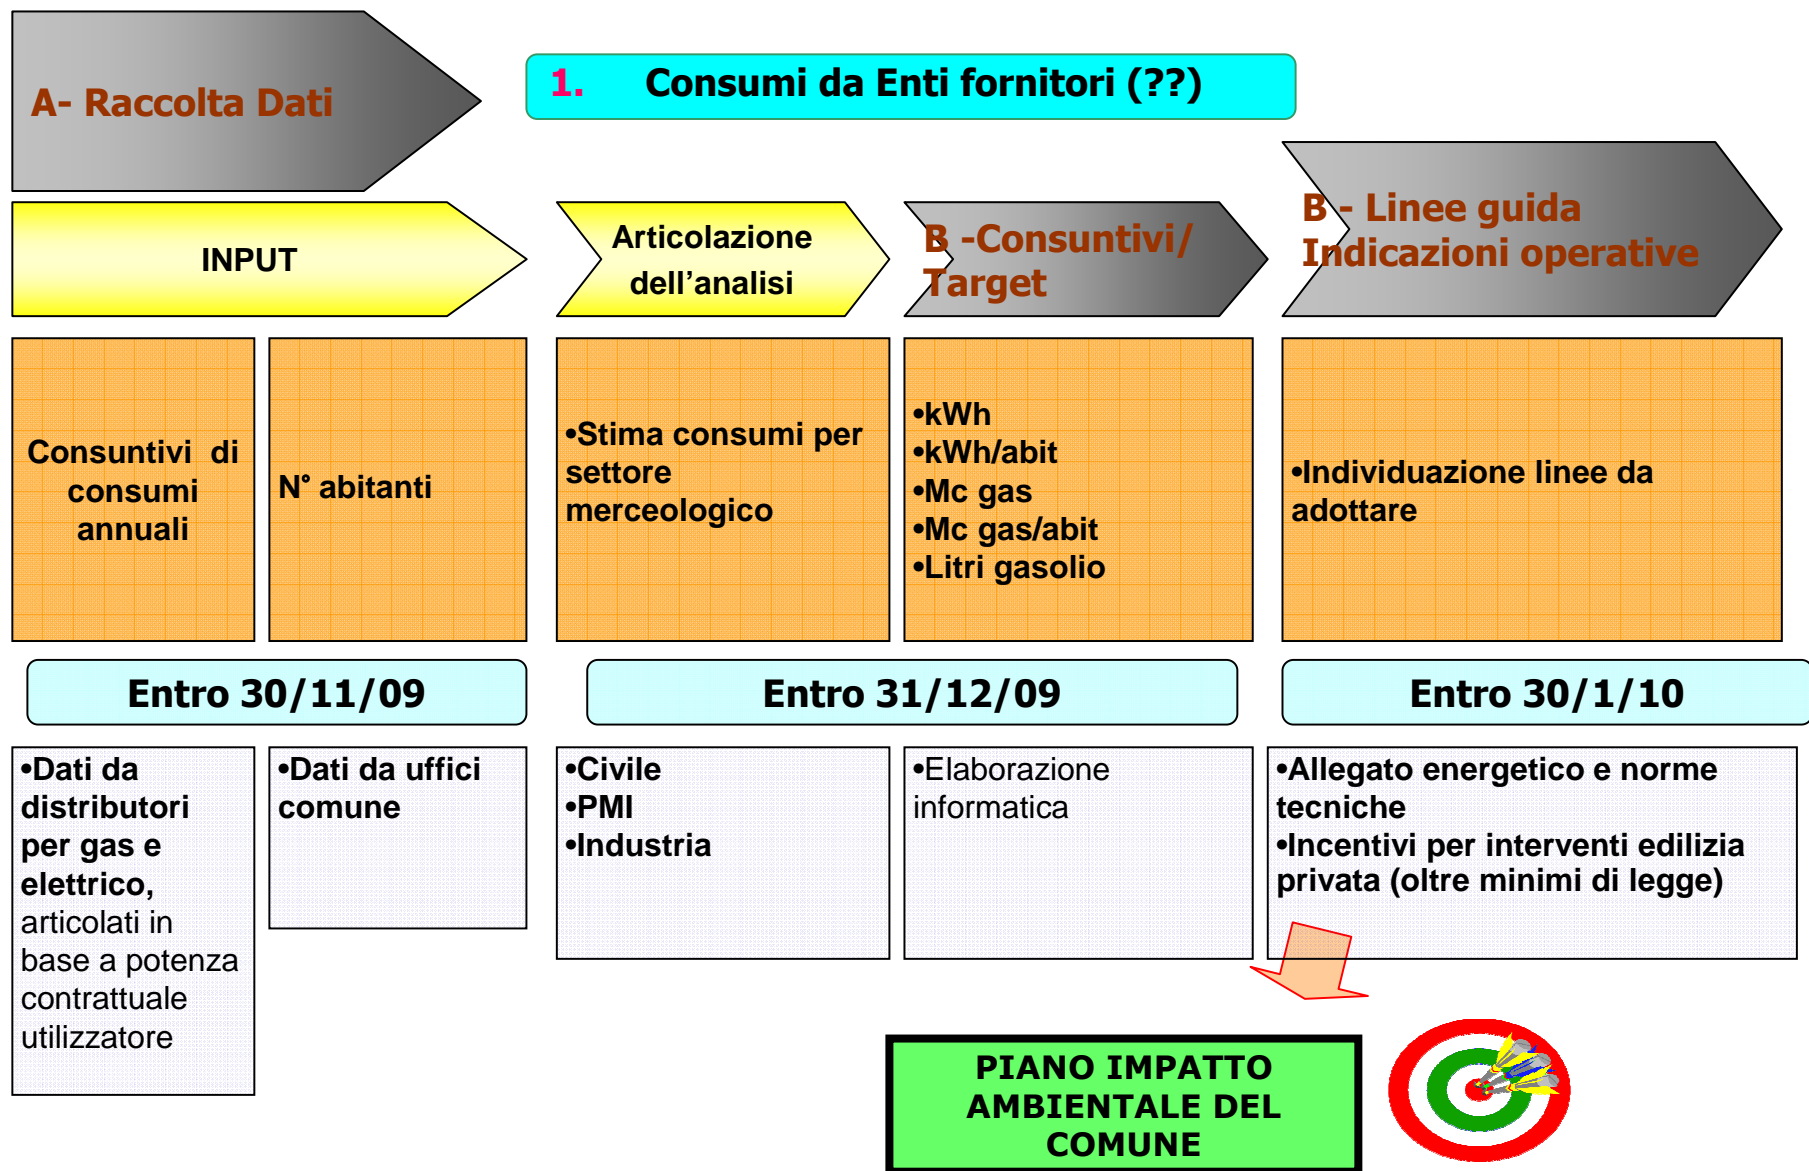 A- Raccolta Dati
1. Consumi da Enti fornitori (??)
INPUT
Articolazione
dell’analisi
B -Consuntivi/
Target
B - Linee guida
Indicazioni operative
Consuntivi di
consumi
annuali
N° abitanti
•Stima consumi per
settore
merceologico
•kWh
•kWh/abit
•Mc gas
•Mc gas/abit
•Litri gasolio
•Individuazione linee da
adottare
Entro 30/11/09
Entro 31/12/09
Entro 30/1/10
•Dati da
distributori
per gas e
elettrico,
articolati in
base a potenza
contrattuale
utilizzatore
•Dati da uffici
comune
•Civile
•PMI
•Industria
•Elaborazione
informatica
•Allegato energetico e norme
tecniche
•Incentivi per interventi edilizia
privata (oltre minimi di legge)
PIANO IMPATTO
AMBIENTALE DEL
COMUNE